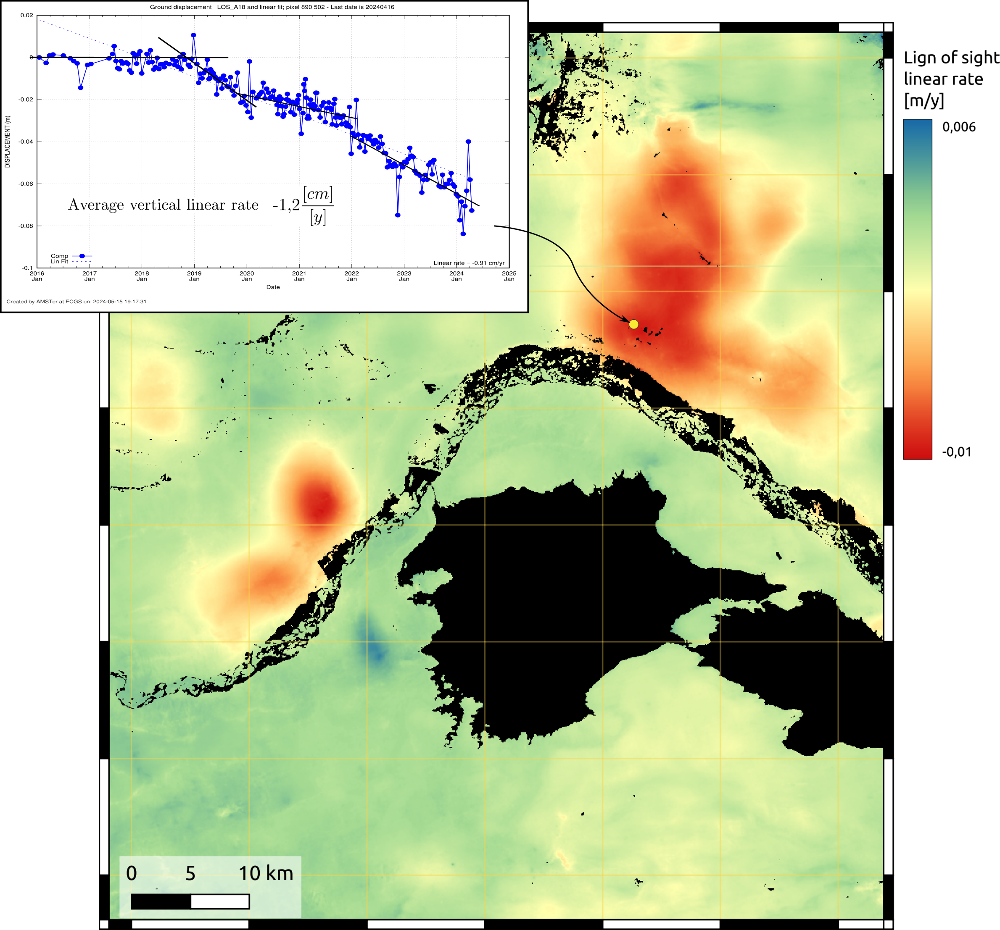 Ground displacement LOS_A18 and linear fit; pixel 890 502 - Last date is 20240416
0.02
0
-0.02
-0.04
-0.06
-0.08
-0.1
DISPLACEMENT (m)
Average vertical linear rate -1,2 [cm]
[y]
Comp
Lin Fit
Linear rate = -0.91 cm/yr
2016 2017 2018 2019 2020 2021 2022 2023 2024 2025
Jan Jan Jan Jan Jan Jan Jan Jan Jan Jan
Date
Created by AMSTer at ECGS on: 2024-05-15 19:17:31
Lign of sight
linear rate
[m/y]
0,006
-0,01
0 5 10 km